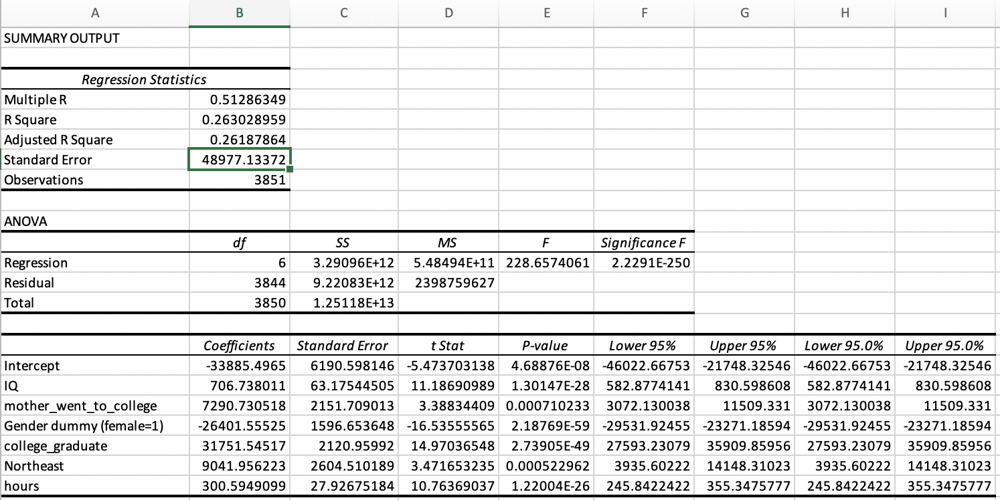 A B C D E F G H I
SUMMARY OUTPUT
Regression Statistics
Multiple R 0.51286349
R Square 0.263028959
Adjusted R Square 0.26187864
Standard Error 48977.13372
Observations 3851
ANOVA
df SS MS F Significance F
Regression 6 3.29096E+12 5.48494E+11 228.6574061 2.2291E-250
Residual 3844 9.22083E+12 2398759627
Total 3850 1.25118E+13
Coefficients Standard Error t Stat P-value Lower 95% Upper 95% Lower 95.0% Upper 95.0%
Intercept -33885.4965 6190.598146 -5.473703138 4.68876E-08 -46022.66753 -21748.32546 -46022.66753 -21748.32546
IQ 706.738011 63.17544505 11.18690989 1.30147E-28 582.8774141 830.598608 582.8774141 830.598608
mother_went_to_college 7290.730518 2151.709013 3.38834409 0.000710233 3072.130038 11509.331 3072.130038 11509.331
Gender dummy (female=1) -26401.55525 1596.653648 -16.53555565 2.18769E-59 -29531.92455 -23271.18594 -29531.92455 -23271.18594
college_graduate 31751.54517 2120.95992 14.97036548 2.73905E-49 27593.23079 35909.85956 27593.23079 35909.85956
Northeast 9041.956223 2604.510189 3.471653235 0.000522962 3935.60222 14148.31023 3935.60222 14148.31023
hours 300.5949099 27.92675184 10.76369037 1.22004E-26 245.8422422 355.3475777 245.8422422 355.3475777